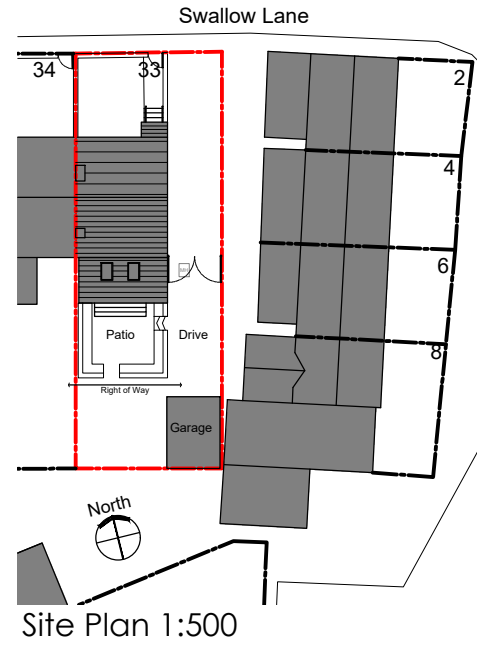 Swallow Lane
34
33
2
4
6
8
MH
Patio
Drive
Right of Way
Garage
North
Site Plan 1:500